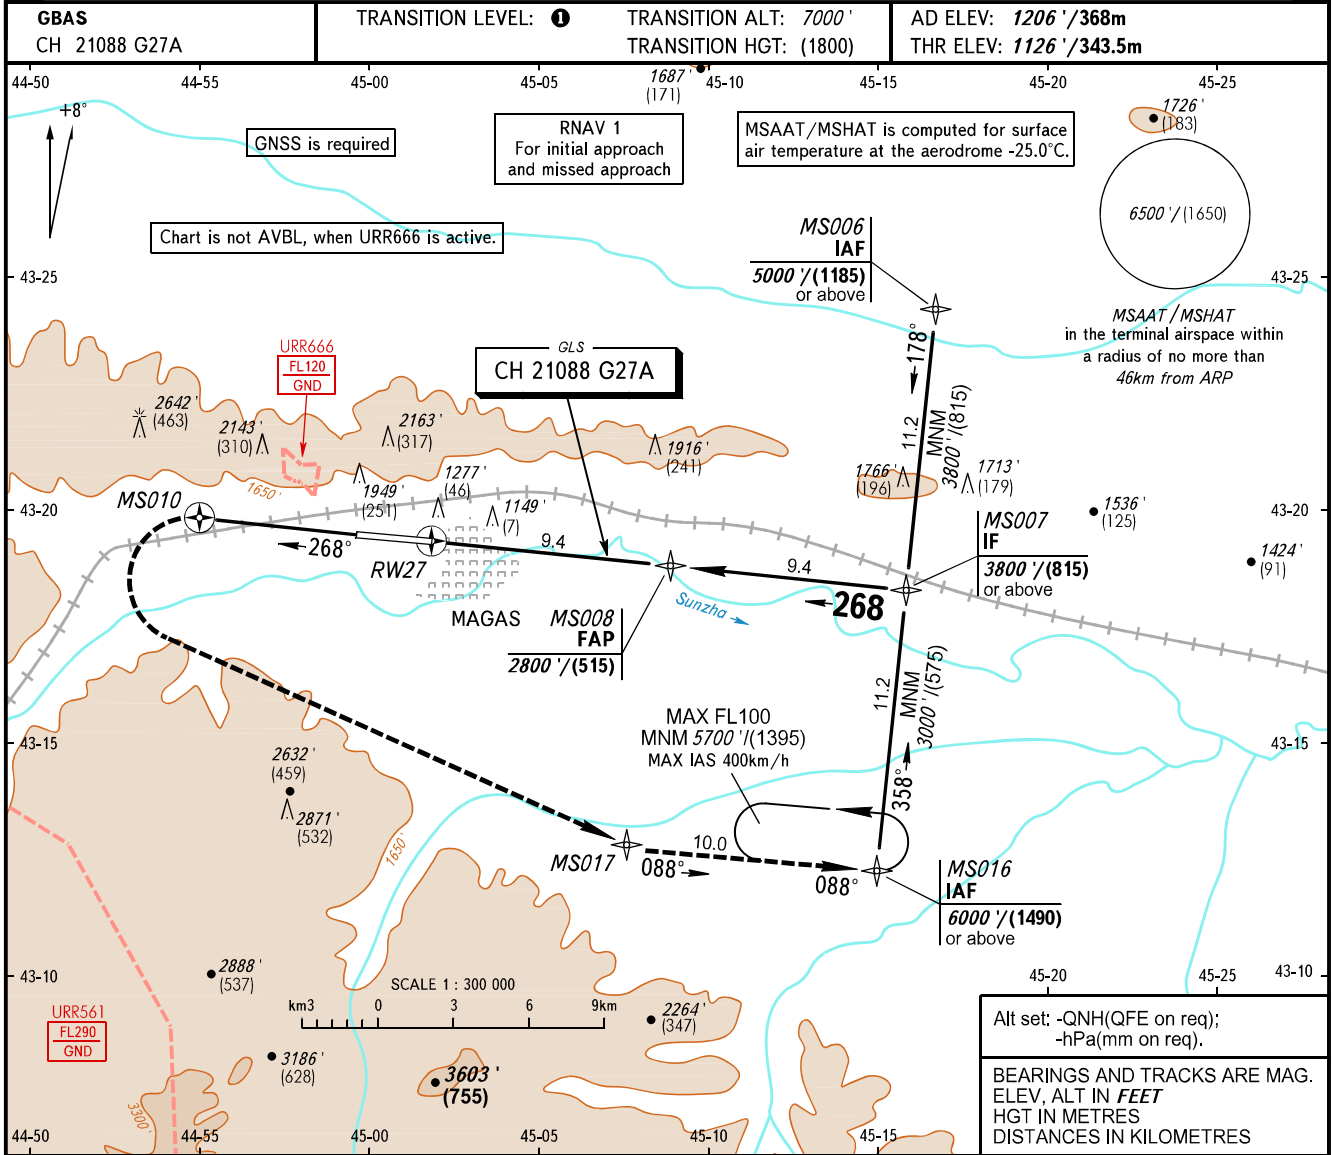 GBAS
CH 21088 G27A
TRANSITION LEVEL: ❶
TRANSITION ALT: 7000 '
TRANSITION HGT: (1800)
AD ELEV: 1206 '/368m
THR ELEV: 1126 '/343.5m
44-50
44-55
45-00
45-05
45-10
45-15
45-20
45-25
1687 '
(171)
+8°
GNSS is required
RNAV 1
For initial approach
and missed approach
MSAAT/MSHAT is computed for surface
air temperature at the aerodrome -25.0°C.
1726 '
(183)
6500 '/(1650)
Chart is not AVBL, when URR666 is active.
MS006
IAF
5000 '/(1185)
or above
43-25
43-25
MSAAT / MSHAT
in the terminal airspace within
a radius of no more than
46km from ARP
URR666
FL120
GND
GLS
CH 21088 G27A
178°
11.2
MNM
3800 '/(815)
2642 '
(463)
2143 '
(310)
2163 '
(317)
1916 '
(241)
1766 '
(196)
1713 '
(179)
1650'
1949 '
(251)
1277 '
(46)
1149 '
(7)
1536 '
(125)
1424 '
(91)
MS010
43-20
43-20
268°
RW27
9.4
9.4
268
MS007
IF
3800 '/(815)
or above
MAGAS
MS008
FAP
2800 '/(515)
Sunzha
11.2
MNM
3000 '/(575)
358°
MAX FL100
MNM 5700 '/(1395)
MAX IAS 400km/h
43-15
43-15
2632 '
(459)
2871 '
(532)
1650'
MS017
10.0
088°
088°
MS016
IAF
6000 '/(1490)
or above
43-10
43-10
45-20
45-25
2888 '
(537)
SCALE 1 : 300 000
km3
0
3
6
9km
2264 '
(347)
URR561
FL290
GND
3186 '
(628)
3603 '
(755)
3300'
Alt set: -QNH(QFE on req);
-hPa(mm on req).
BEARINGS AND TRACKS ARE MAG.
ELEV, ALT IN FEET
HGT IN METRES
DISTANCES IN KILOMETRES
44-50
44-55
45-00
45-05
45-10
45-15